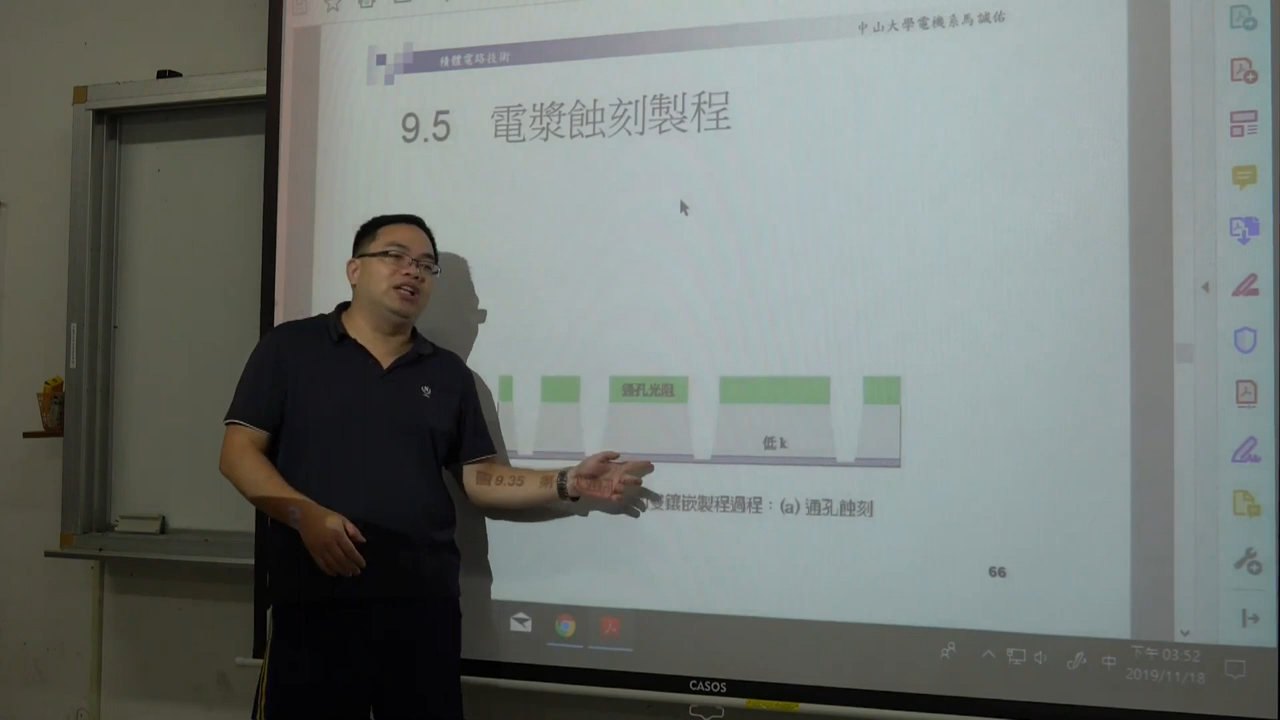 中山大學電機系馬誠佑
積體電路技術
9.5 電漿蝕刻製程
通孔光阻
低k
圖9.35
雙鑲嵌製程過程：(a) 通孔蝕刻
66
中
下午 03:52
2019/11/18
CASOS